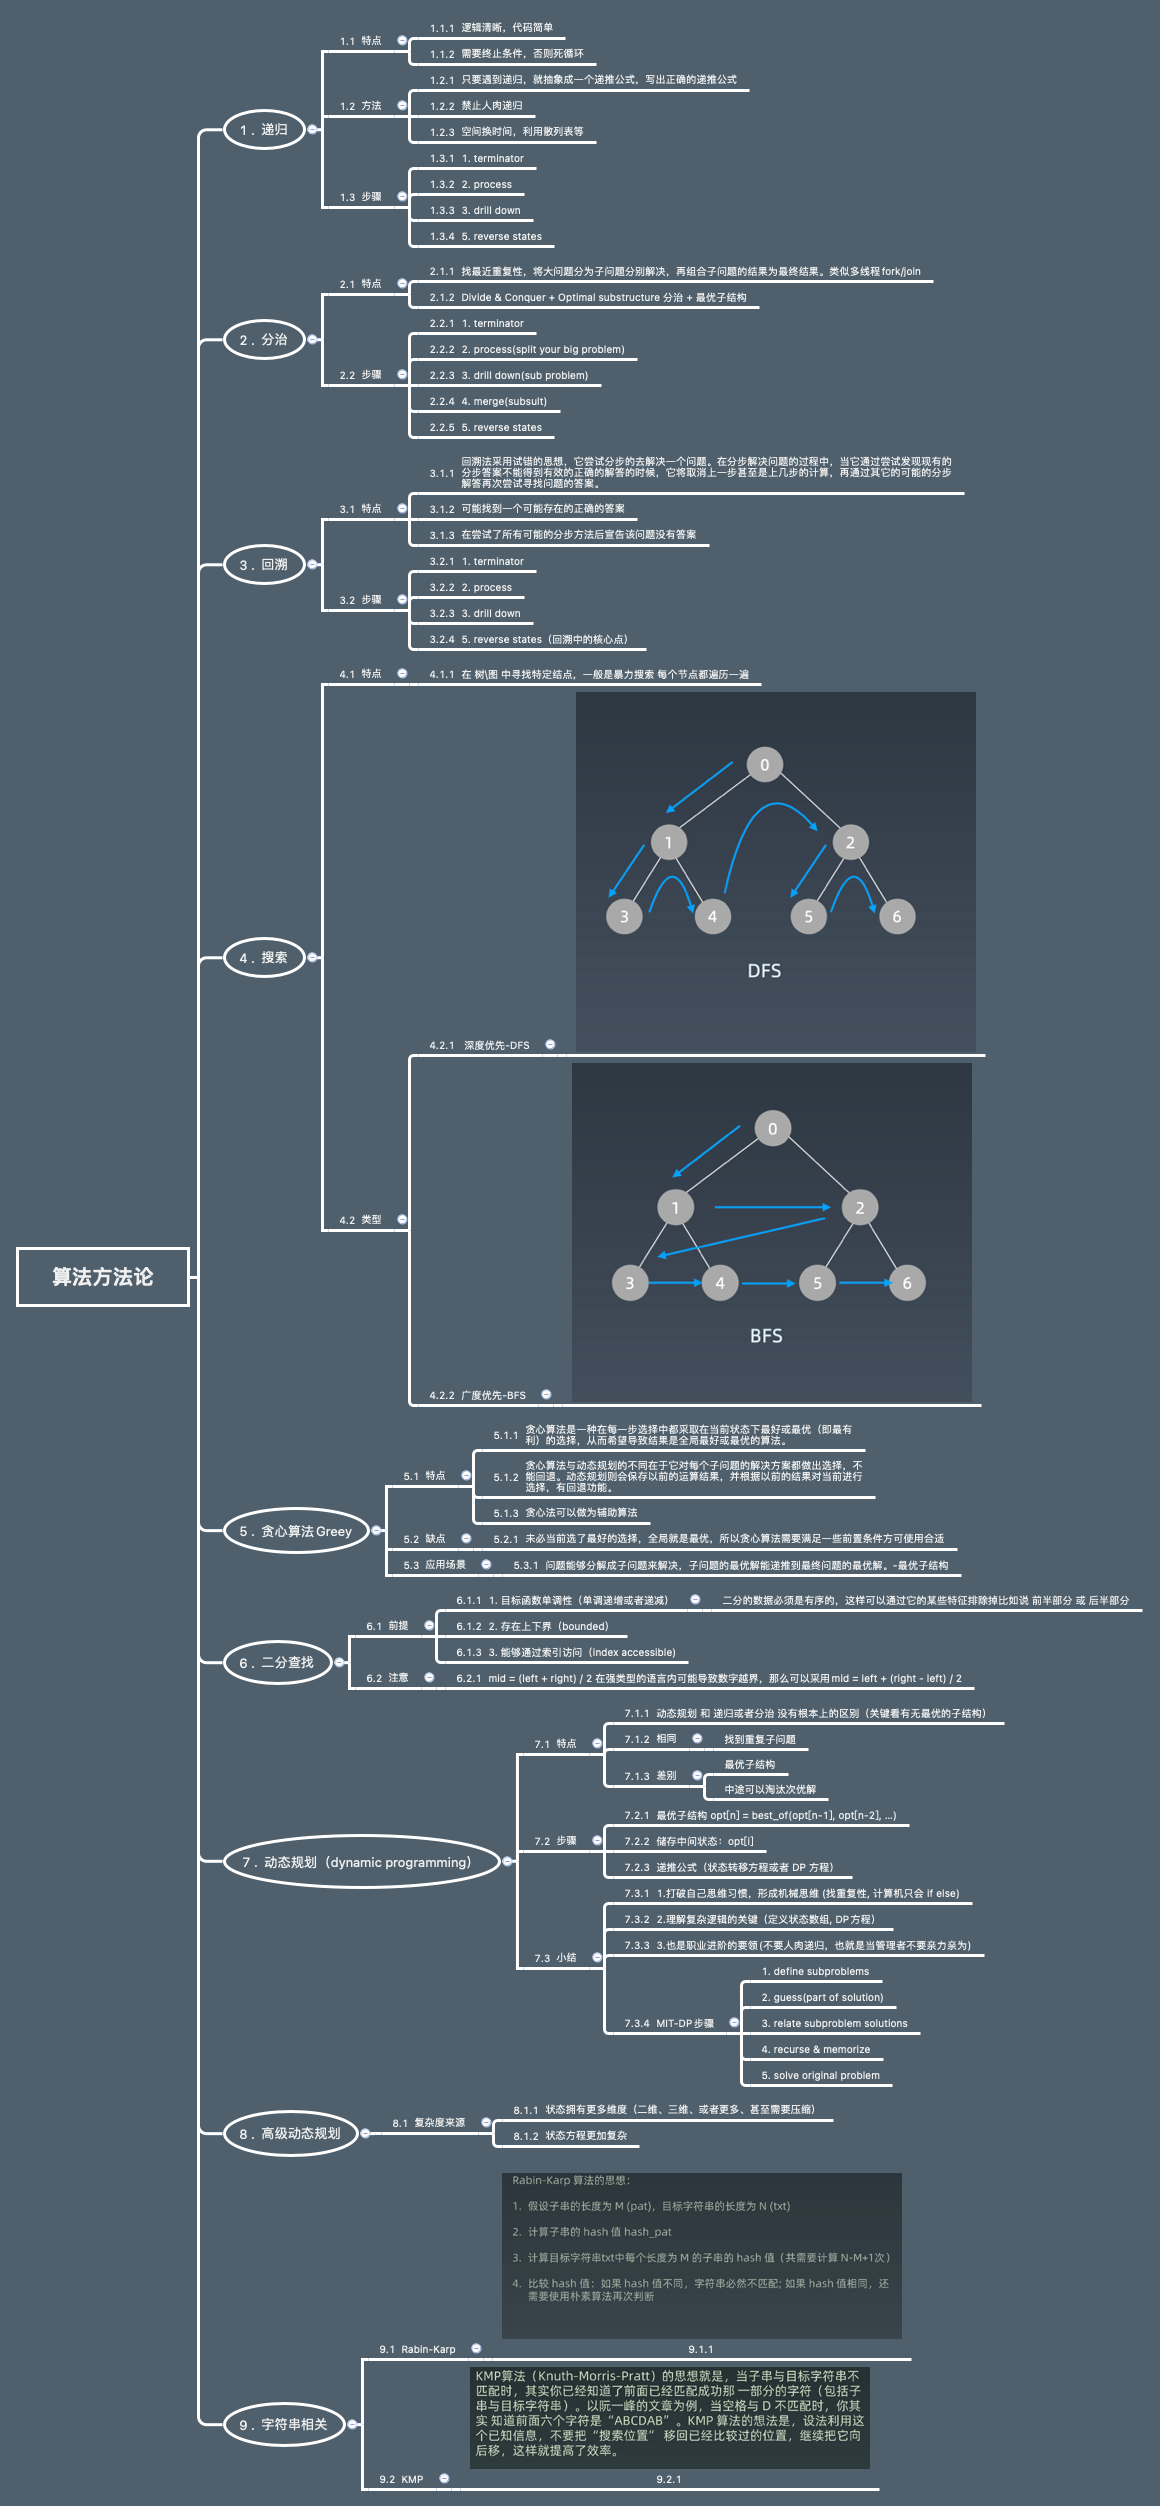 算法方法论
1 . 递归
1.1 特点
1.1.1 逻辑清晰，代码简单
1.1.2 需要终止条件，否则死循环
1.2 方法
1.2.1 只要遇到递归，就抽象成一个递推公式，写出正确的递推公式
1.2.2 禁止人肉递归
1.2.3 空间换时间，利用散列表等
1.3 步骤
1.3.1 1. terminator
1.3.2 2. process
1.3.3 3. drill down
1.3.4 5. reverse states
2 . 分治
2.1 特点
2.1.1 找最近重复性，将大问题分为子问题分别解决，再组合子问题的结果为最终结果。类似多线程fork/join
2.1.2 Divide & Conquer + Optimal substructure 分治 + 最优子结构
2.2 步骤
2.2.1 1. terminator
2.2.2 2. process(split your big problem)
2.2.3 3. drill down(sub problem)
2.2.4 4. merge(subsult)
2.2.5 5. reverse states
3 . 回溯
3.1 特点
3.1.1 回溯法采用试错的思想，它尝试分步的去解决一个问题。在分步解决问题的过程中，当它通过尝试发现现有的
分步答案不能得到有效的正确的解答的时候，它将取消上一步甚至是上几步的计算，再通过其它的可能的分步
解答再次尝试寻找问题的答案。
3.1.2 可能找到一个可能存在的正确的答案
3.1.3 在尝试了所有可能的分步方法后宣告该问题没有答案
3.2 步骤
3.2.1 1. terminator
3.2.2 2. process
3.2.3 3. drill down
3.2.4 5. reverse states（回溯中的核心点）
4 . 搜索
4.1 特点
4.1.1 在 树\图 中寻找特定结点，一般是暴力搜索 每个节点都遍历一遍
4.2 类型
4.2.1 深度优先-DFS
0
1 2
3 4 5 6
DFS
4.2.2 广度优先-BFS
0
1 2
3 4 5 6
BFS
5 . 贪心算法Greey
5.1 特点
5.1.1 贪心算法是一种在每一步选择中都采取在当前状态下最好或最优（即最有
利）的选择，从而希望导致结果是全局最好或最优的算法。
5.1.2 贪心算法与动态规划的不同在于它对每个子问题的解决方案都做出选择，不
能回退。动态规划则会保存以前的运算结果，并根据以前的结果对当前进行
选择，有回退功能。
5.1.3 贪心法可以做为辅助算法
5.2 缺点
5.2.1 未必当前选了最好的选择，全局就是最优，所以贪心算法需要满足一些前置条件方可使用合适
5.3 应用场景
5.3.1 问题能够分解成子问题来解决，子问题的最优解能递推到最终问题的最优解。-最优子结构
6 . 二分查找
6.1 前提
6.1.1 1. 目标函数单调性（单调递增或者递减）
二分的数据必须是有序的，这样可以通过它的某些特征排除掉比如说 前半部分 或 后半部分
6.1.2 2. 存在上下界（bounded）
6.1.3 3. 能够通过索引访问（index accessible)
6.2 注意
6.2.1 mid = (left + right) / 2 在强类型的语言内可能导致数字越界，那么可以采用mid = left + (right - left) / 2
7 . 动态规划（dynamic programming）
7.1 特点
7.1.1 动态规划 和 递归或者分治 没有根本上的区别（关键看有无最优的子结构）
7.1.2 相同
找到重复子问题
7.1.3 差别
最优子结构
中途可以淘汰次优解
7.2 步骤
7.2.1 最优子结构 opt[n] = best_of(opt[n-1], opt[n-2], …)
7.2.2 储存中间状态：opt[i]
7.2.3 递推公式（状态转移方程或者 DP 方程）
7.3 小结
7.3.1 1.打破自己思维习惯，形成机械思维 (找重复性, 计算机只会 if else)
7.3.2 2.理解复杂逻辑的关键（定义状态数组, DP方程）
7.3.3 3.也是职业进阶的要领(不要人肉递归，也就是当管理者不要亲力亲为)
7.3.4 MIT-DP步骤
1. define subproblems
2. guess(part of solution)
3. relate subproblem solutions
4. recurse & memorize
5. solve original problem
8 . 高级动态规划
8.1 复杂度来源
8.1.1 状态拥有更多维度（二维、三维、或者更多、甚至需要压缩）
8.1.2 状态方程更加复杂
9 . 字符串相关
9.1 Rabin-Karp
9.1.1
Rabin-Karp 算法的思想：
1. 假设子串的长度为 M (pat)，目标字符串的长度为 N (txt)
2. 计算子串的 hash 值 hash_pat
3. 计算目标字符串txt中每个长度为 M 的子串的 hash 值（共需要计算 N-M+1次）
4. 比较 hash 值：如果 hash 值不同，字符串必然不匹配; 如果 hash 值相同，还
需要使用朴素算法再次判断
9.2 KMP
9.2.1
KMP算法（Knuth-Morris-Pratt）的思想就是，当子串与目标字符串不
匹配时，其实你已经知道了前面已经匹配成功那 一部分的字符（包括子
串与目标字符串）。以阮一峰的文章为例，当空格与 D 不匹配时，你其
实 知道前面六个字符是“ABCDAB”。KMP 算法的想法是，设法利用这
个已知信息，不要把“搜索位置” 移回已经比较过的位置，继续把它向
后移，这样就提高了效率。